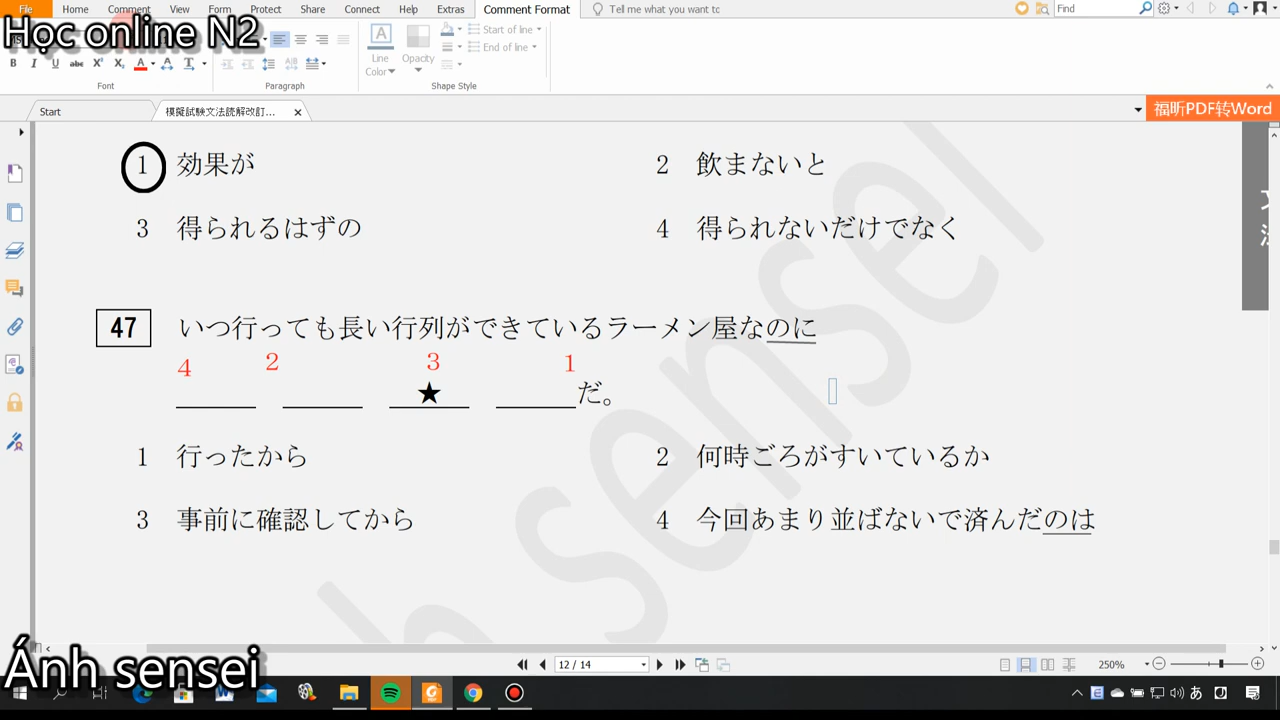 File Home Comment View Form Protect Share Connect Help Extras Comment Format Tell me what you want tc Find
Học online N2
Line Color
Opacity
Start of line
End of line
Font Paragraph Shape Style
Start 模擬試験文法読解改訂... 福昕PDF转Word
1 効果が 2 飲まないと
3 得られるはずの 4 得られないだけでなく
47 いつ行っても長い行列ができているラーメン屋なのに
4 2 3 1
★ だ。
1 行ったから 2 何時ごろがすいているか
3 事前に確認してから 4 今回あまり並ばないで済んだのは
Ánh sensei
12 / 14 250%